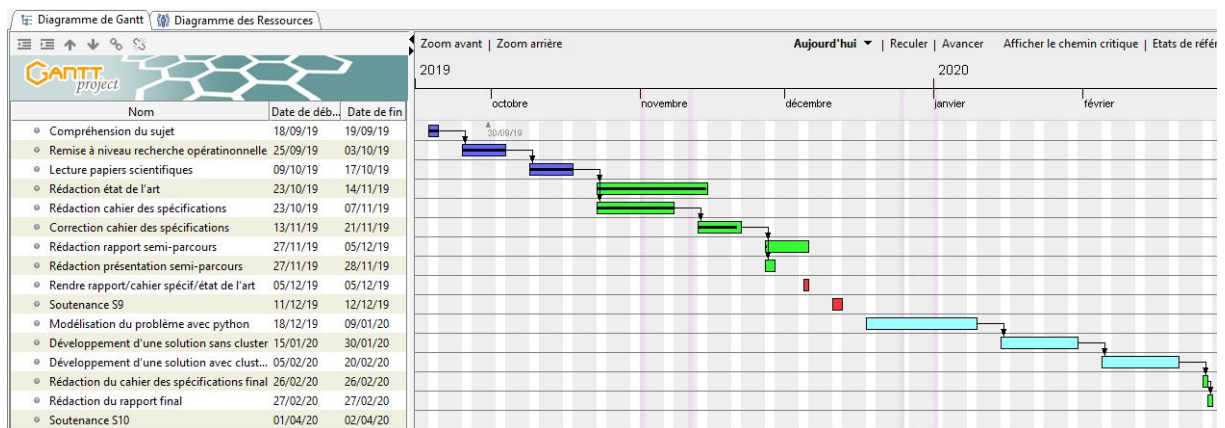 Diagramme de Gantt Diagramme des Ressources
Zoom avant | Zoom arrière Aujourd'hui | Reculer | Avancer Afficher le chemin critique | Etats de référ
GANTT project
2019 2020
octobre novembre décembre janvier février
Nom Date de déb... Date de fin
30/09/19
Compréhension du sujet 18/09/19 19/09/19
Remise à niveau recherche opératinonnelle 25/09/19 03/10/19
Lecture papiers scientifiques 09/10/19 17/10/19
Rédaction état de l'art 23/10/19 14/11/19
Rédaction cahier des spécifications 23/10/19 07/11/19
Correction cahier des spécifications 13/11/19 21/11/19
Rédaction rapport semi-parcours 27/11/19 05/12/19
Rédaction présentation semi-parcours 27/11/19 28/11/19
Rendre rapport/cahier spécif/état de l'art 05/12/19 05/12/19
Soutenance S9 11/12/19 12/12/19
Modélisation du problème avec python 18/12/19 09/01/20
Développement d'une solution sans cluster 15/01/20 30/01/20
Développement d'une solution avec clust... 05/02/20 20/02/20
Rédaction du cahier des spécifications final 26/02/20 26/02/20
Rédaction du rapport final 27/02/20 27/02/20
Soutenance S10 01/04/20 02/04/20